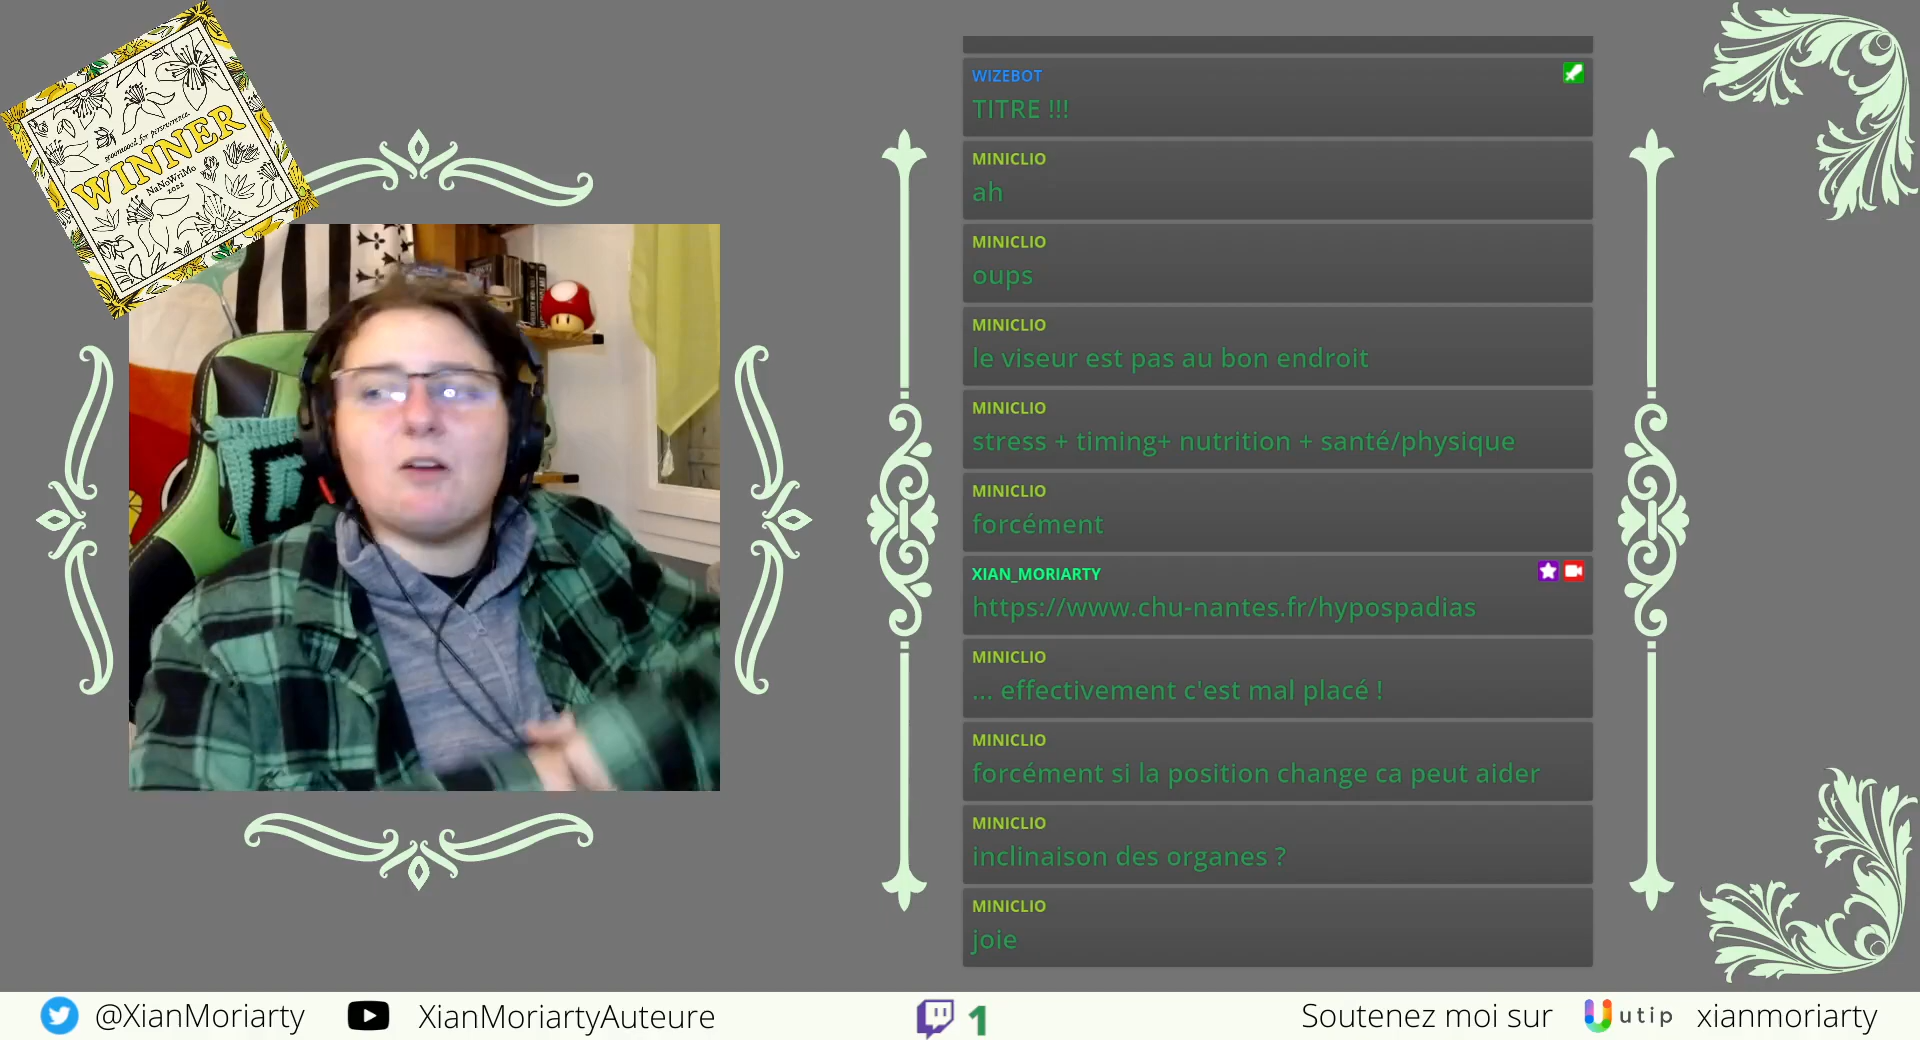 WINNER
NaNoWriMo
2022
WIZEBOT
TITRE !!!
MINICLIO
ah
MINICLIO
oups
MINICLIO
le viseur est pas au bon endroit
MINICLIO
stress + timing+ nutrition + santé/physique
MINICLIO
forcément
XIAN_MORIARTY
https://www.chu-nantes.fr/hypospadias
MINICLIO
... effectivement c'est mal placé !
MINICLIO
forcément si la position change ca peut aider
MINICLIO
inclinaison des organes ?
MINICLIO
joie
@XianMoriarty
XianMoriartyAuteure
1
Soutenez moi sur
utip
xianmoriarty